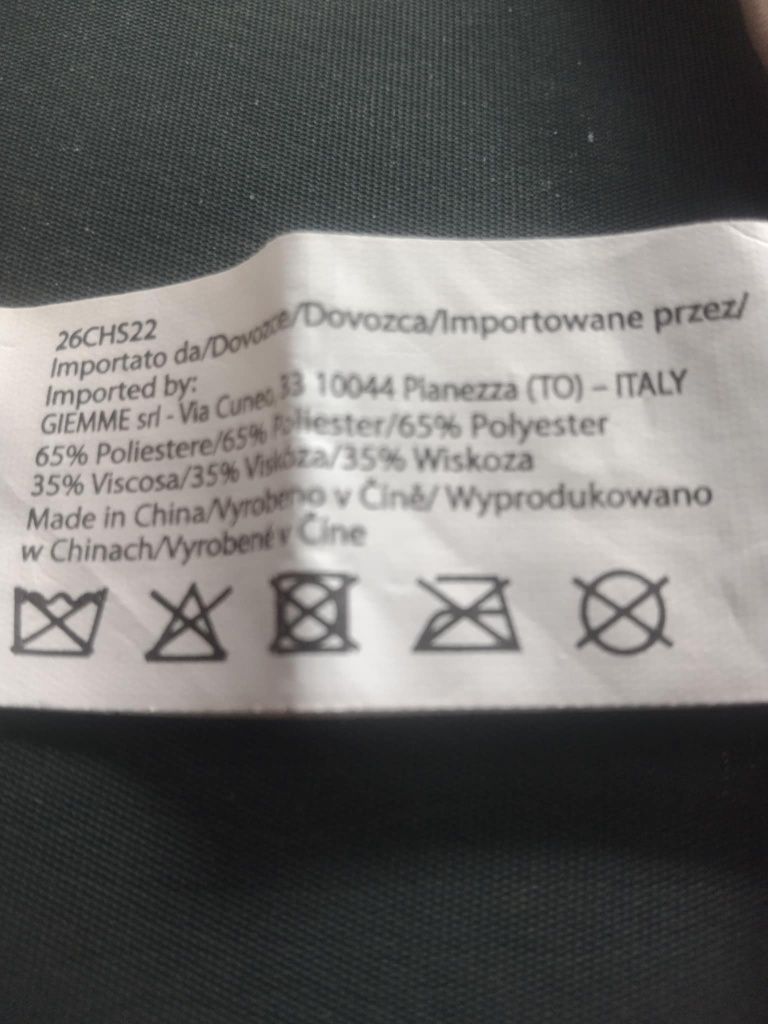 26CHS22
Importato da/Dovozce/Dovozca/Importowane przez/
Imported by:
GIEMME srl - Via Cuneo, 33 10044 Pianezza (TO) – ITALY
65% Poliestere/65% Poliester/65% Polyester
35% Viscosa/35% Viskóza/35% Wiskoza
Made in China/Vyrobeno v Číně/ Wyprodukowano
w Chinach/Vyrobené v Číne